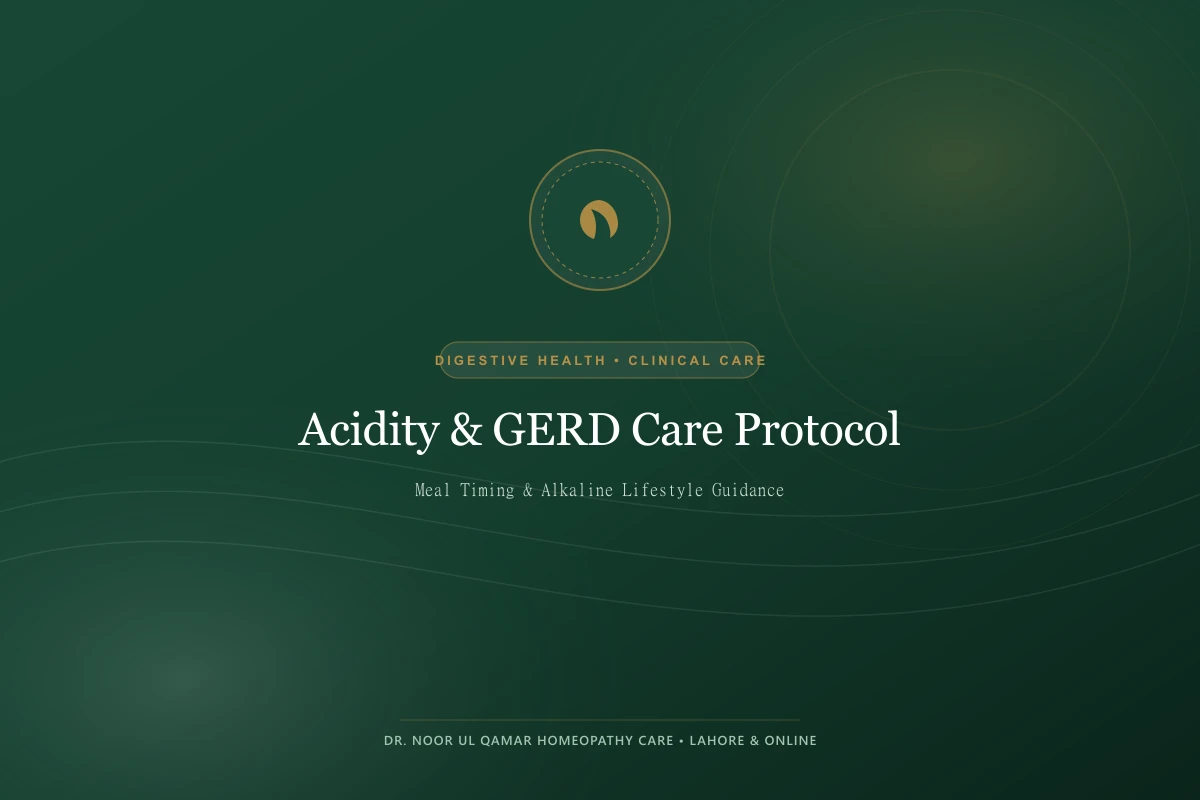 DIGESTIVE HEALTH • CLINICAL CARE
Acidity & GERD Care Protocol
Meal Timing & Alkaline Lifestyle Guidance
DR. NOOR UL QAMAR HOMEOPATHY CARE • LAHORE & ONLINE